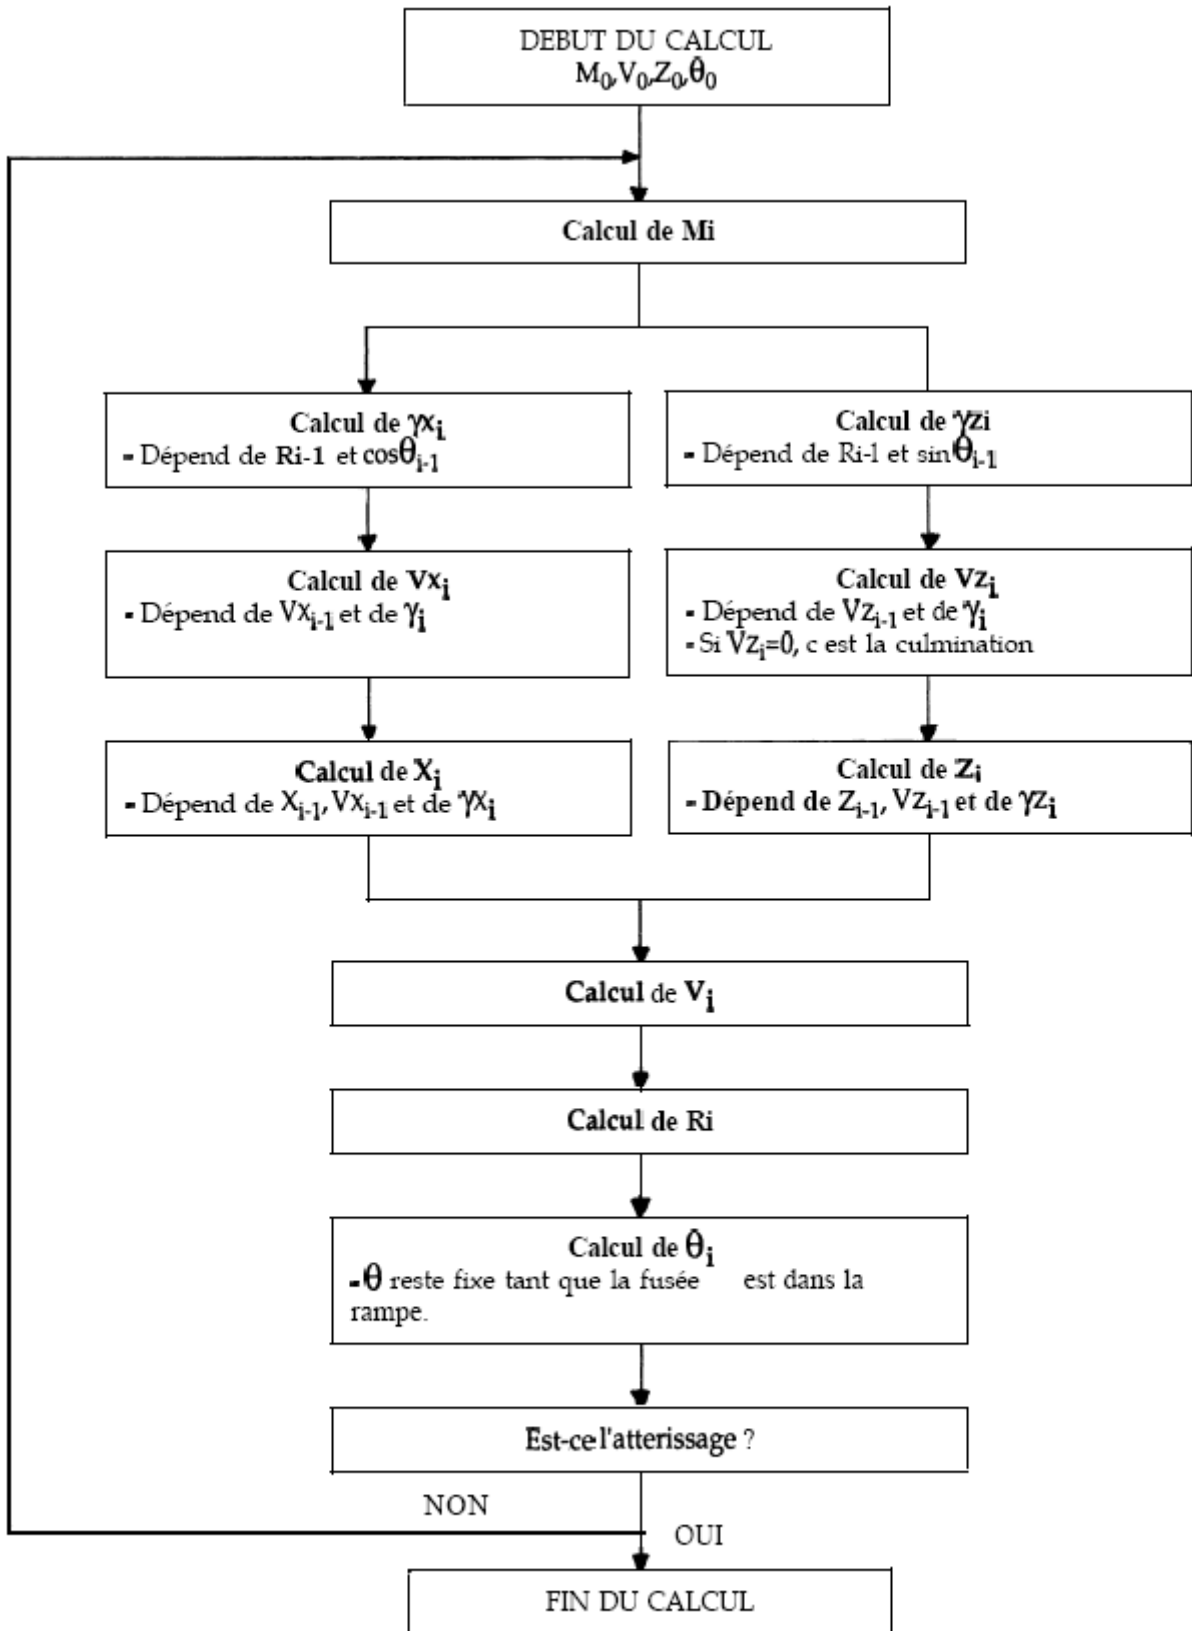 DEBUT DU CALCUL
M₀,V₀,Z₀,θ₀
Calcul de Mi
Calcul de γxᵢ
- Dépend de Ri-1 et cosθᵢ₋₁
Calcul de γzi
- Dépend de Ri-l et sinθᵢ₋₁
Calcul de Vxᵢ
- Dépend de Vxᵢ₋₁ et de γᵢ
Calcul de Vzᵢ
- Dépend de Vzᵢ₋₁ et de γᵢ
- Si Vzᵢ=0, c est la culmination
Calcul de Xᵢ
- Dépend de Xᵢ₋₁, Vxᵢ₋₁ et de γxᵢ
Calcul de Zᵢ
- Dépend de Zᵢ₋₁, Vzᵢ₋₁ et de γzᵢ
Calcul de Vᵢ
Calcul de Ri
Calcul de θᵢ
- θ reste fixe tant que la fusée est dans la
rampe.
Est-ce l'atterissage ?
NON
OUI
FIN DU CALCUL